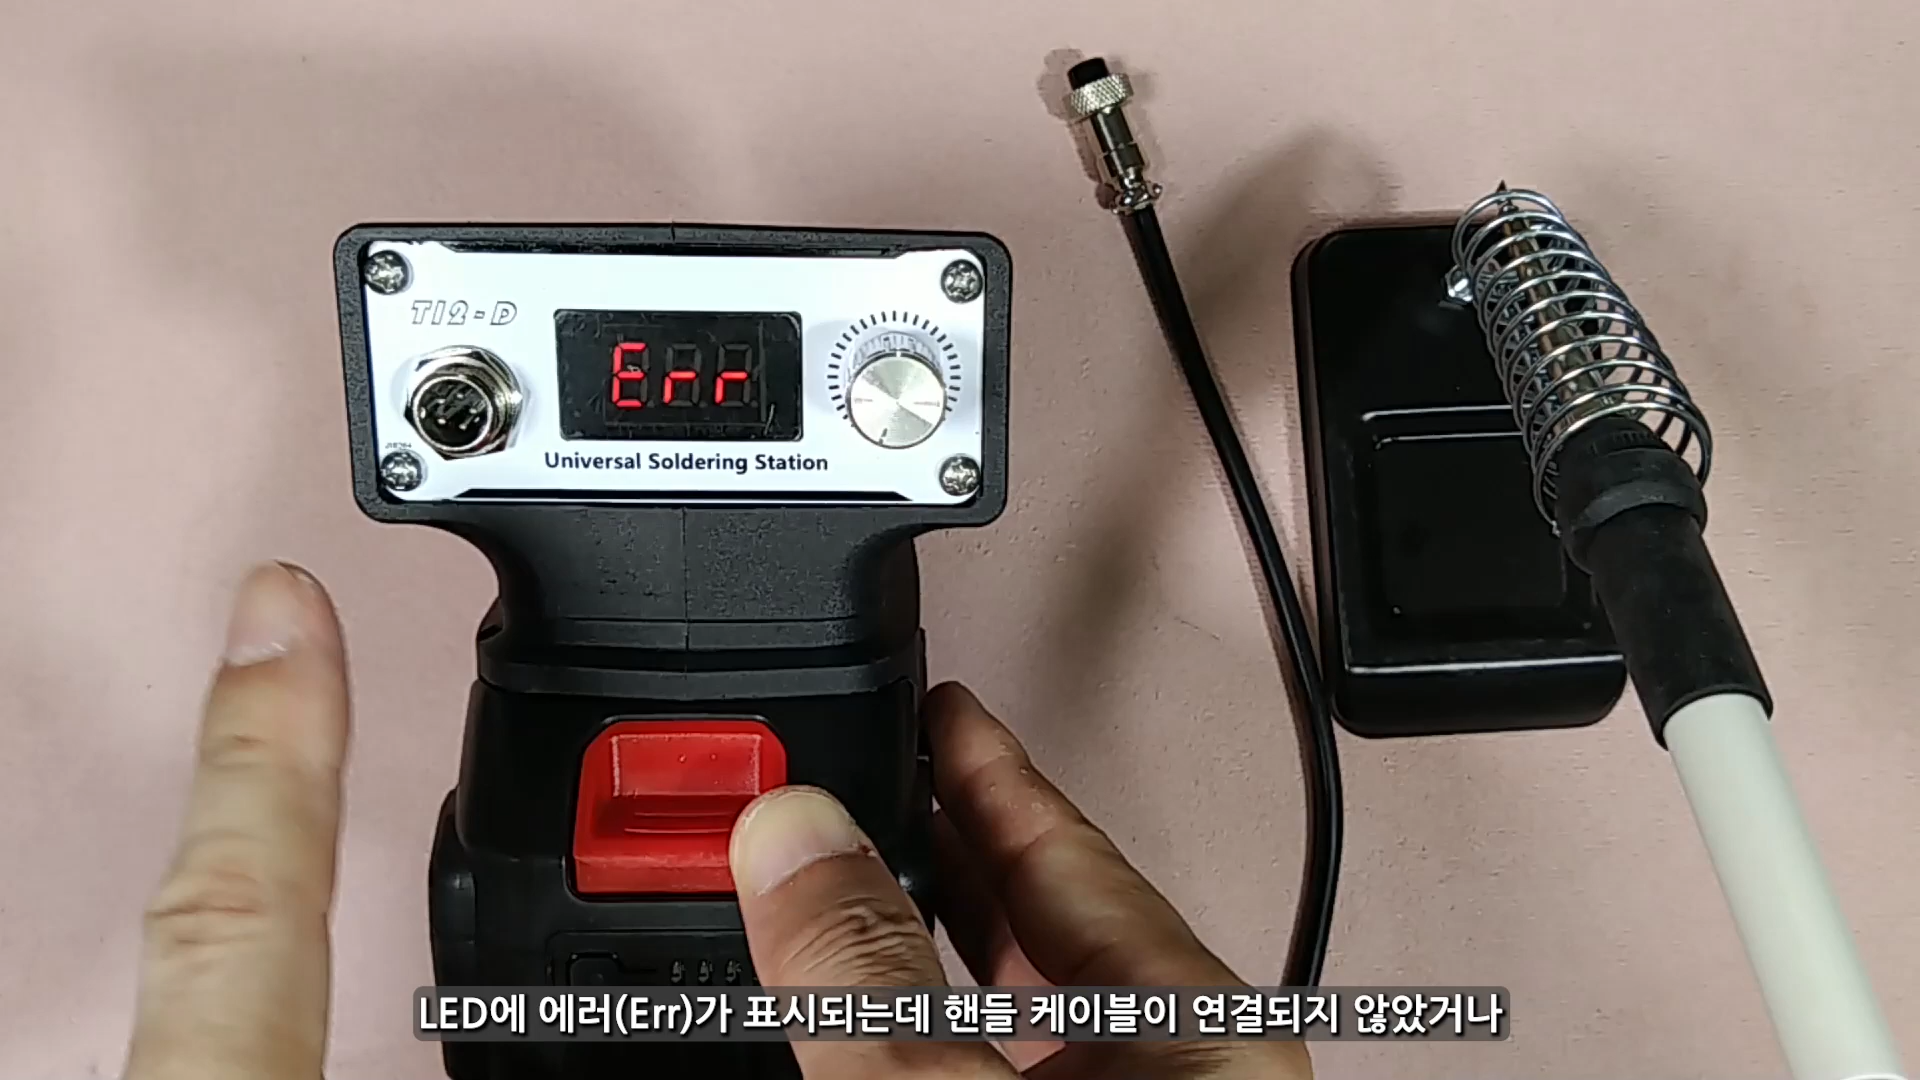 T12-D
Err
Universal Soldering Station
LED에 에러(Err)가 표시되는데 핸들 케이블이 연결되지 않았거나